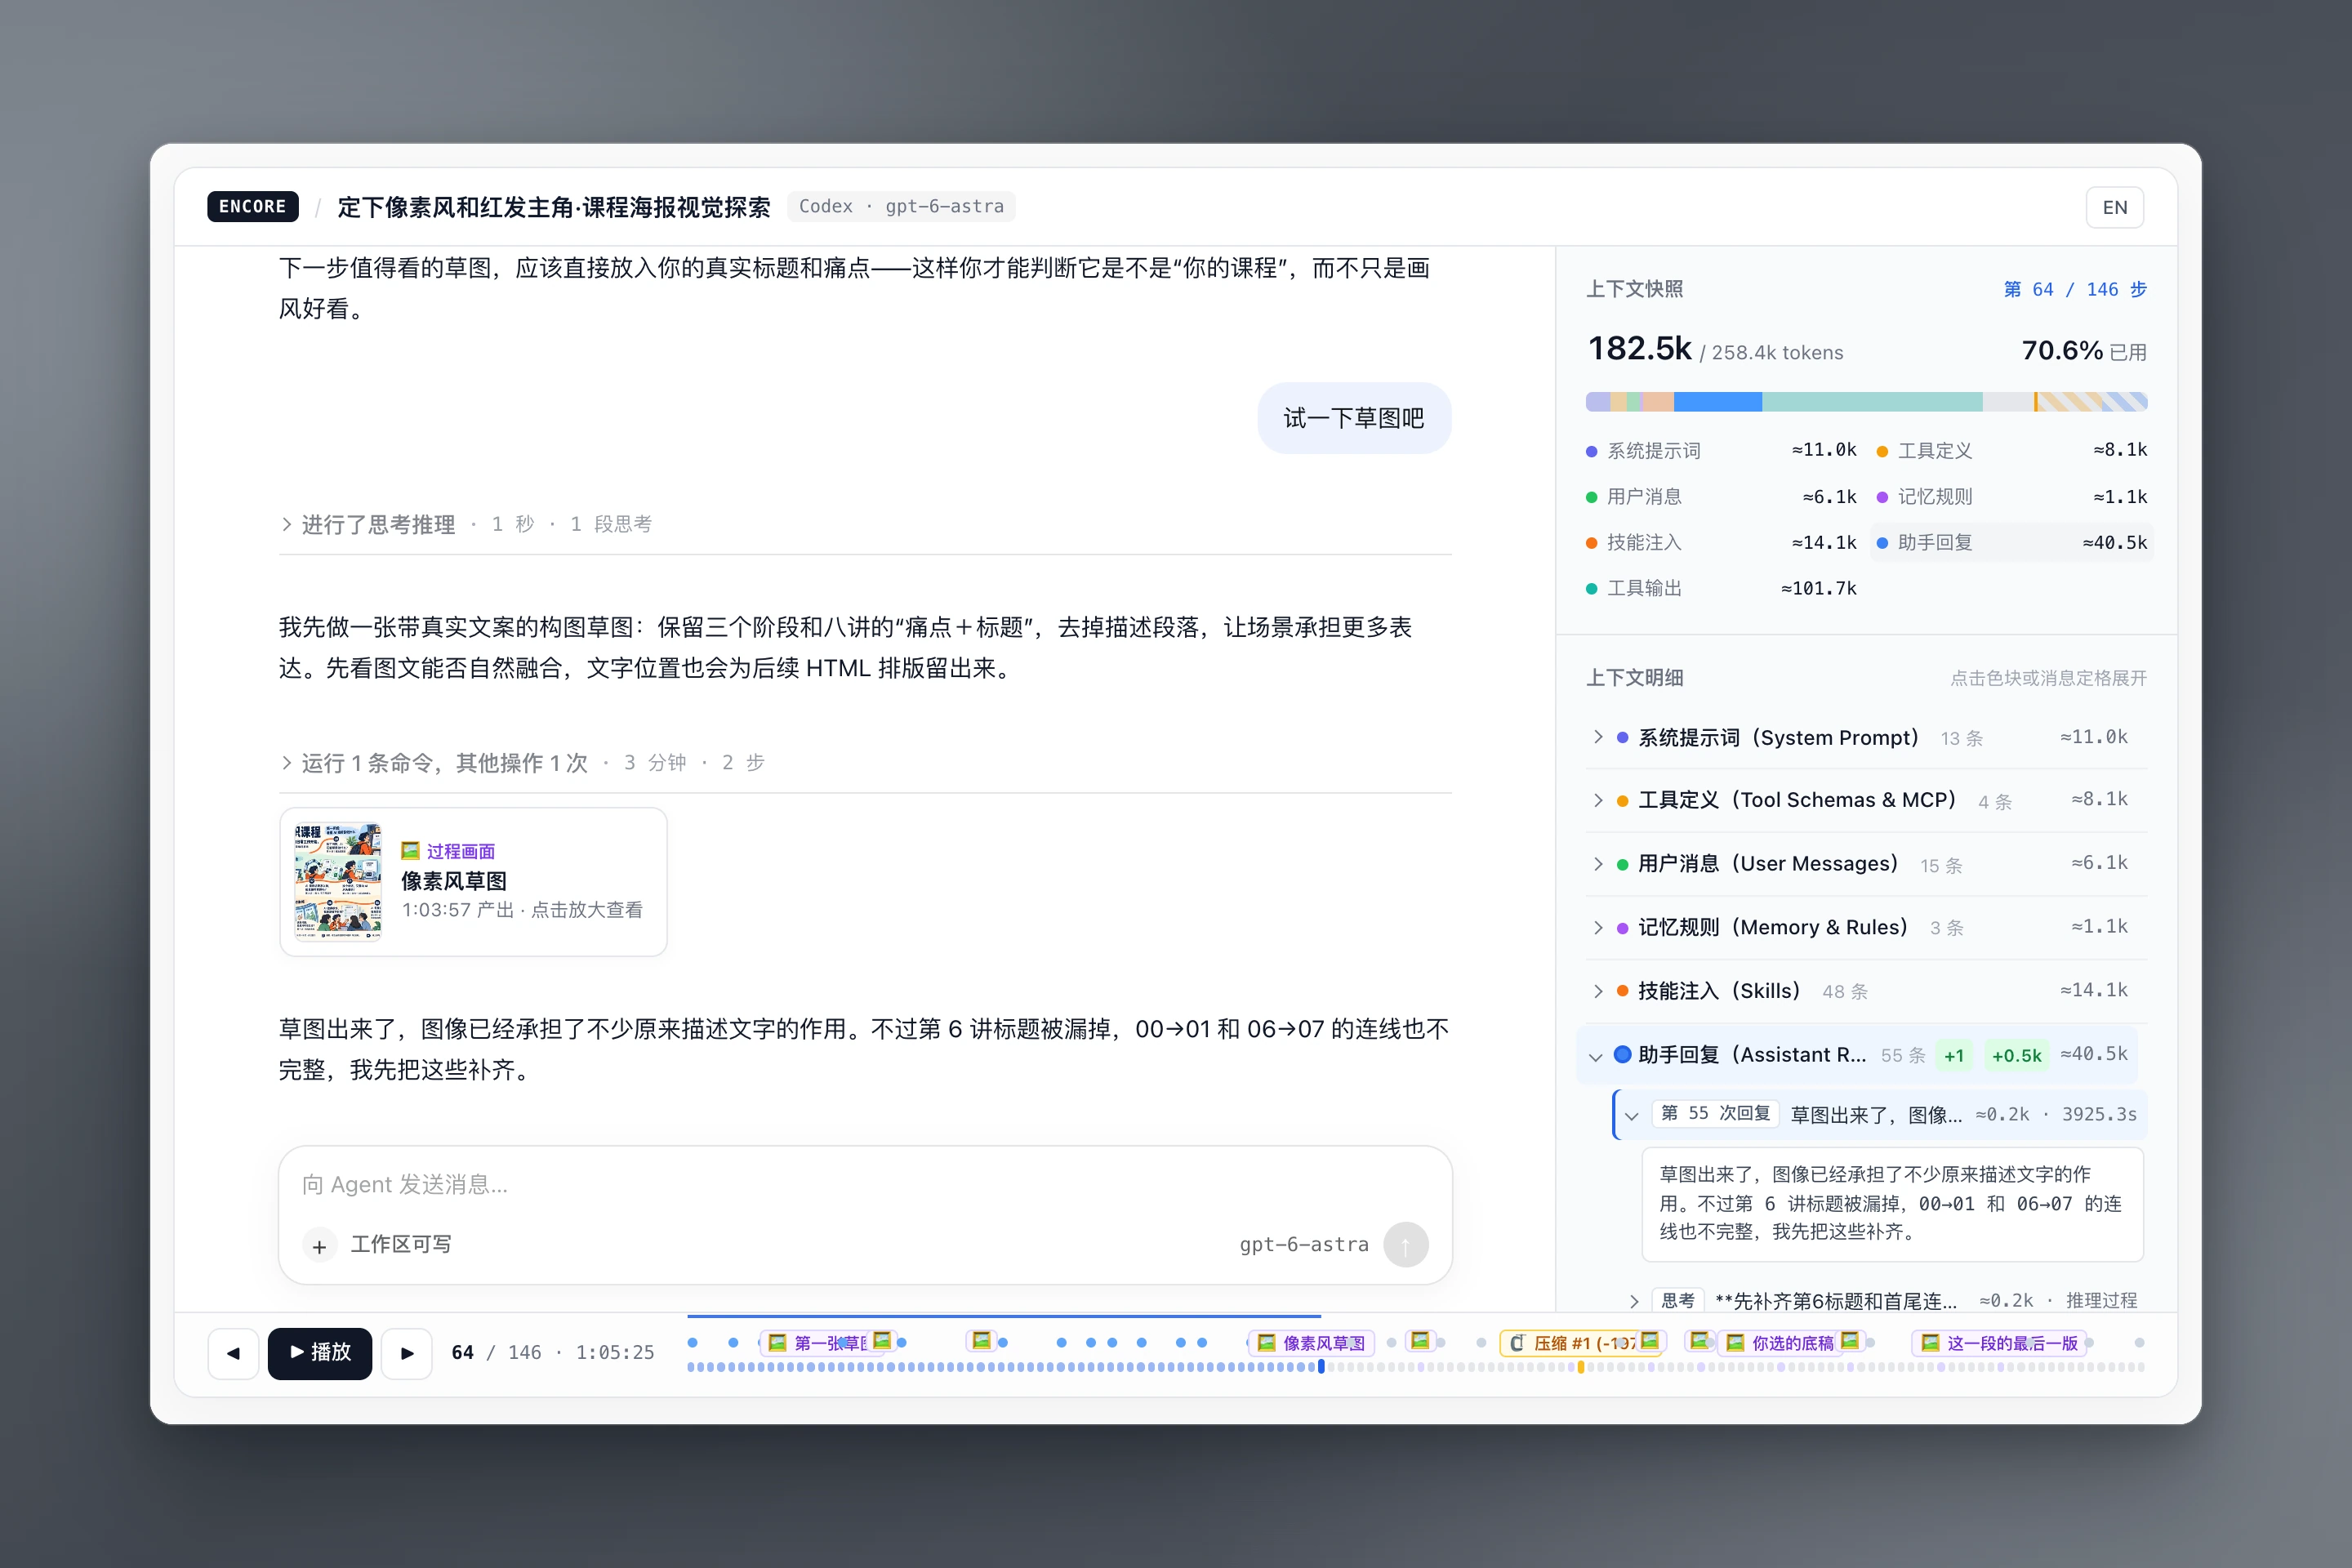 ENCORE / 定下像素风和红发主角·课程海报视觉探索 Codex · gpt-6-astra
EN
下一步值得看的草图，应该直接放入你的真实标题和痛点——这样你才能判断它是不是“你的课程”，而不只是画
风好看。
试一下草图吧
进行了思考推理 · 1 秒 · 1 段思考
我先做一张带真实文案的构图草图：保留三个阶段和八讲的“痛点＋标题”，去掉描述段落，让场景承担更多表
达。先看图文能否自然融合，文字位置也会为后续 HTML 排版留出来。
运行 1 条命令，其他操作 1 次 · 3 分钟 · 2 步
过程画面
像素风草图
1:03:57 产出 · 点击放大查看
草图出来了，图像已经承担了不少原来描述文字的作用。不过第 6 讲标题被漏掉，00→01 和 06→07 的连线也不
完整，我先把这些补齐。
向 Agent 发送消息...
+ 工作区可写
gpt-6-astra ↑
上下文快照
第 64 / 146 步
182.5k / 258.4k tokens
70.6% 已用
系统提示词 ≈11.0k
工具定义 ≈8.1k
用户消息 ≈6.1k
记忆规则 ≈1.1k
技能注入 ≈14.1k
助手回复 ≈40.5k
工具输出 ≈101.7k
上下文明细
点击色块或消息定格展开
系统提示词（System Prompt） 13 条 ≈11.0k
工具定义（Tool Schemas & MCP） 4 条 ≈8.1k
用户消息（User Messages） 15 条 ≈6.1k
记忆规则（Memory & Rules） 3 条 ≈1.1k
技能注入（Skills） 48 条 ≈14.1k
助手回复（Assistant R... 55 条 +1 +0.5k ≈40.5k
第 55 次回复 草图出来了，图像... ≈0.2k · 3925.3s
草图出来了，图像已经承担了不少原来描述文字的作
用。不过第 6 讲标题被漏掉，00→01 和 06→07 的连
线也不完整，我先把这些补齐。
思考 **先补齐第6标题和首尾连... ≈0.2k · 推理过程
◀ ▶ 播放 ▶ 64 / 146 · 1:05:25
第一张草图
像素风草图
压缩 #1 (-197
你选的底稿
这一段的最后一版